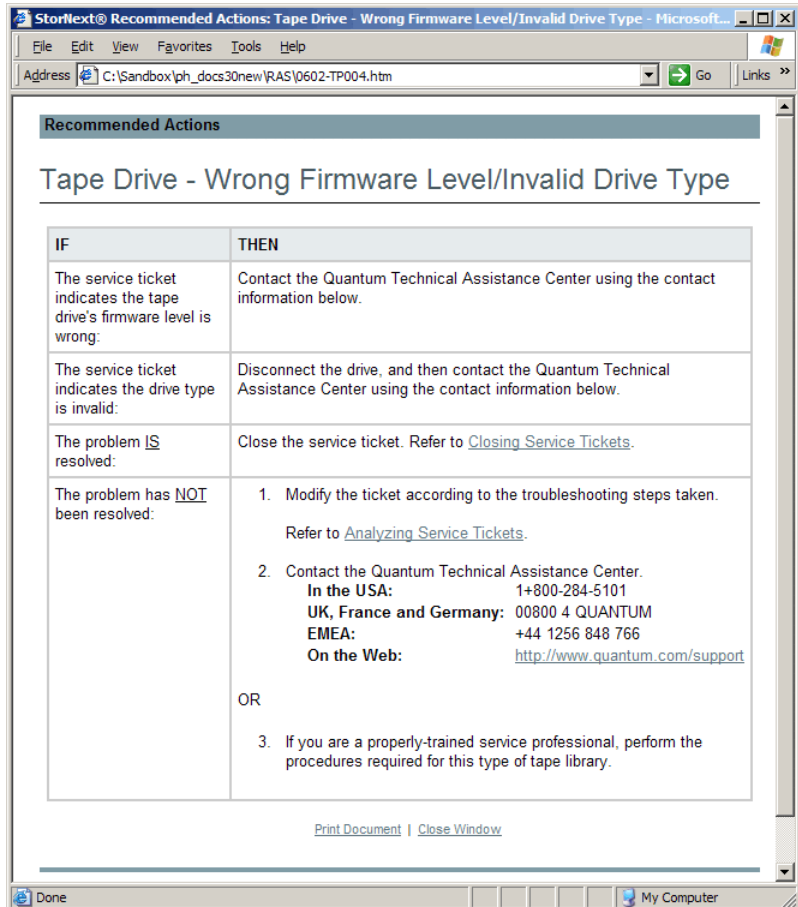 StorNext® Recommended Actions: Tape Drive - Wrong Firmware Level/Invalid Drive Type - Microsoft...
File Edit View Favorites Tools Help
Address C:\Sandbox\ph_docs30new\RAS\0602-TP004.htm Go Links »
Recommended Actions
Tape Drive - Wrong Firmware Level/Invalid Drive Type
IF THEN
The service ticket
indicates the tape
drive's firmware level is
wrong:
Contact the Quantum Technical Assistance Center using the contact
information below.
The service ticket
indicates the drive type
is invalid:
Disconnect the drive, and then contact the Quantum Technical
Assistance Center using the contact information below.
The problem IS
resolved:
Close the service ticket. Refer to Closing Service Tickets.
The problem has NOT
been resolved:
1. Modify the ticket according to the troubleshooting steps taken.
Refer to Analyzing Service Tickets.
2. Contact the Quantum Technical Assistance Center.
In the USA: 1+800-284-5101
UK, France and Germany: 00800 4 QUANTUM
EMEA: +44 1256 848 766
On the Web: http://www.quantum.com/support
OR
3. If you are a properly-trained service professional, perform the
procedures required for this type of tape library.
Print Document | Close Window
Done My Computer